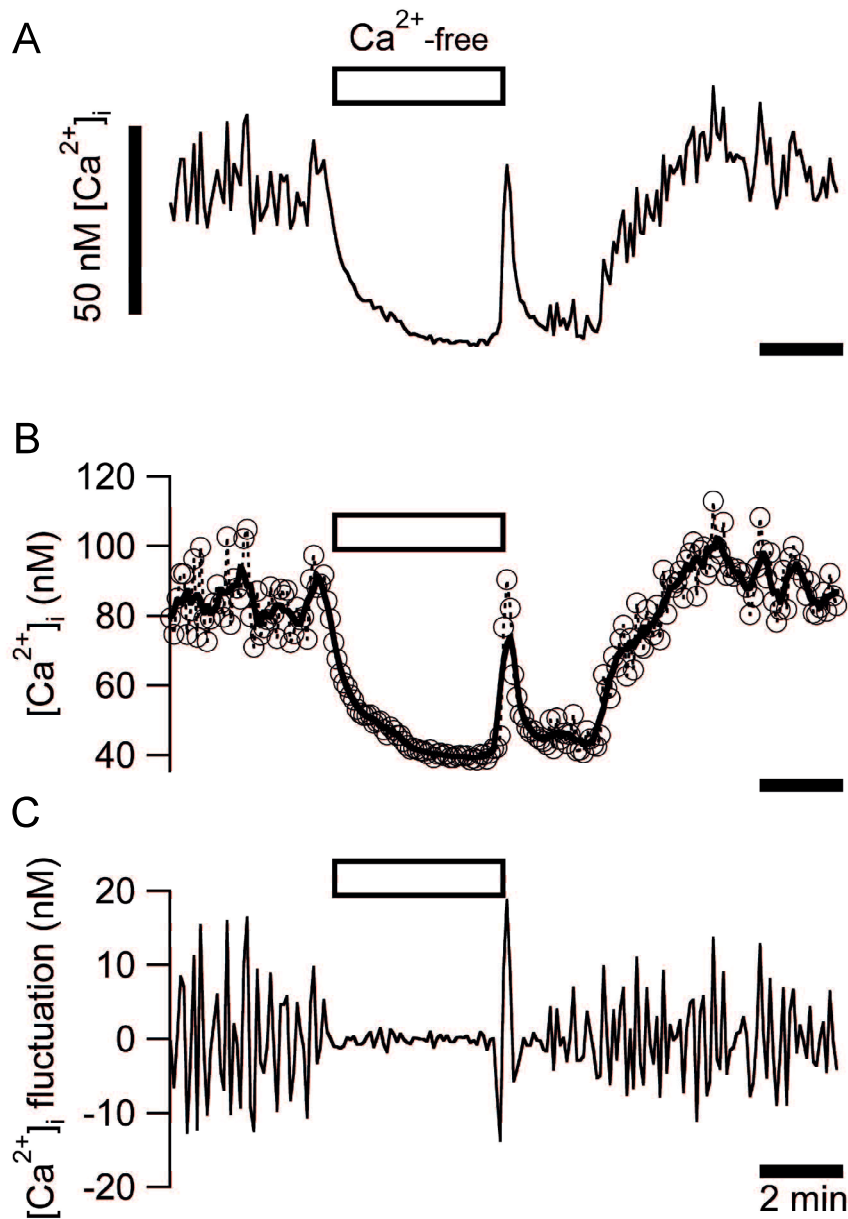 A
Ca²⁺-free
50 nM [Ca²⁺]ᵢ
B
120
100
80
60
40
[Ca²⁺]ᵢ (nM)
C
20
10
0
-10
-20
[Ca²⁺]ᵢ fluctuation (nM)
2 min